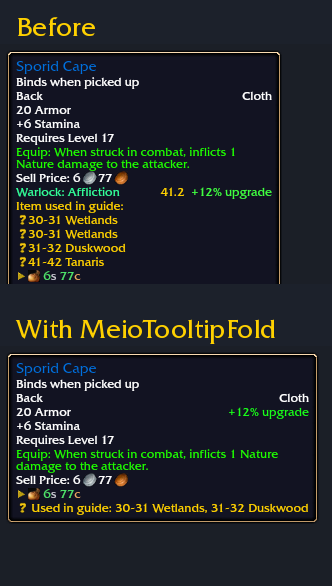 Before
Sporid Cape
Binds when picked up
Back Cloth
20 Armor
+6 Stamina
Requires Level 17
Equip: When struck in combat, inflicts 1
Nature damage to the attacker.
Sell Price: 6 77
Warlock: Affliction 41.2 +12% upgrade
Item used in guide:
? 30-31 Wetlands
? 30-31 Wetlands
? 31-32 Duskwood
? 41-42 Tanaris
6s 77c
With MeioTooltipFold
Sporid Cape
Binds when picked up
Back Cloth
20 Armor +12% upgrade
+6 Stamina
Requires Level 17
Equip: When struck in combat, inflicts 1 Nature
damage to the attacker.
Sell Price: 6 77
6s 77c
? Used in guide: 30-31 Wetlands, 31-32 Duskwood